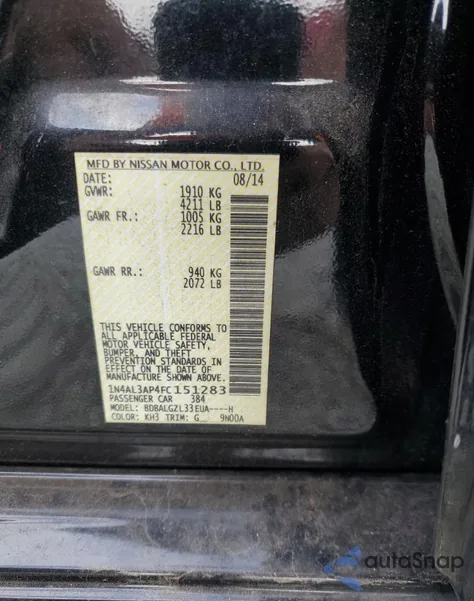 MFD BY NISSAN MOTOR CO., LTD.
DATE: 08/14
GVWR: 1910 KG
4211 LB
GAWR FR.: 1005 KG
2216 LB
GAWR RR.: 940 KG
2072 LB
THIS VEHICLE CONFORMS TO
ALL APPLICABLE FEDERAL
MOTOR VEHICLE SAFETY,
BUMPER, AND THEFT
PREVENTION STANDARDS IN
EFFECT ON THE DATE OF
MANUFACTURE SHOWN ABOVE.
1N4AL3AP4FC151283
PASSENGER CAR 384
MODEL: BDBALGZL33EUA----H
COLOR: KH3 TRIM: G__ 9N00A
autoSnap